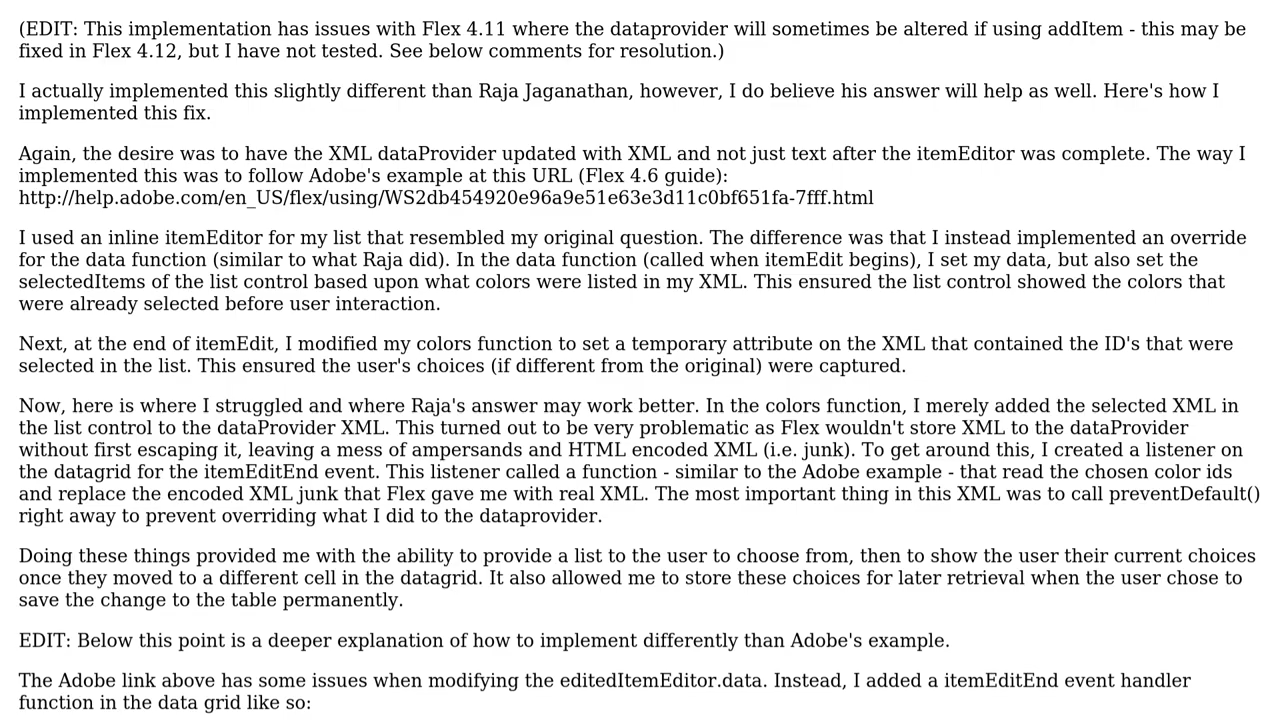 (EDIT: This implementation has issues with Flex 4.11 where the dataprovider will sometimes be altered if using addItem - this may be
fixed in Flex 4.12, but I have not tested. See below comments for resolution.)
I actually implemented this slightly different than Raja Jaganathan, however, I do believe his answer will help as well. Here's how I
implemented this fix.
Again, the desire was to have the XML dataProvider updated with XML and not just text after the itemEditor was complete. The way I
implemented this was to follow Adobe's example at this URL (Flex 4.6 guide):
http://help.adobe.com/en_US/flex/using/WS2db454920e96a9e51e63e3d11c0bf651fa-7fff.html
I used an inline itemEditor for my list that resembled my original question. The difference was that I instead implemented an override
for the data function (similar to what Raja did). In the data function (called when itemEdit begins), I set my data, but also set the
selectedItems of the list control based upon what colors were listed in my XML. This ensured the list control showed the colors that
were already selected before user interaction.
Next, at the end of itemEdit, I modified my colors function to set a temporary attribute on the XML that contained the ID's that were
selected in the list. This ensured the user's choices (if different from the original) were captured.
Now, here is where I struggled and where Raja's answer may work better. In the colors function, I merely added the selected XML in
the list control to the dataProvider XML. This turned out to be very problematic as Flex wouldn't store XML to the dataProvider
without first escaping it, leaving a mess of ampersands and HTML encoded XML (i.e. junk). To get around this, I created a listener on
the datagrid for the itemEditEnd event. This listener called a function - similar to the Adobe example - that read the chosen color ids
and replace the encoded XML junk that Flex gave me with real XML. The most important thing in this XML was to call preventDefault()
right away to prevent overriding what I did to the dataprovider.
Doing these things provided me with the ability to provide a list to the user to choose from, then to show the user their current choices
once they moved to a different cell in the datagrid. It also allowed me to store these choices for later retrieval when the user chose to
save the change to the table permanently.
EDIT: Below this point is a deeper explanation of how to implement differently than Adobe's example.
The Adobe link above has some issues when modifying the editedItemEditor.data. Instead, I added a itemEditEnd event handler
function in the data grid like so: